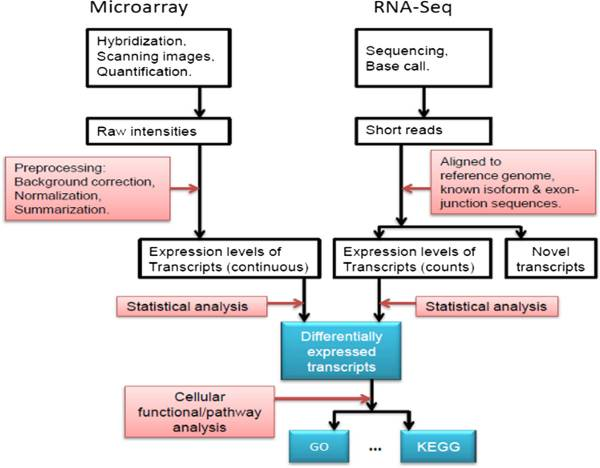 Microarray
RNA-Seq
Hybridization,
Scanning images,
Quantification.
Sequencing,
Base call.
Raw intensities
Short reads
Preprocessing:
Background correction,
Normalization,
Summarization.
Aligned to
reference genome,
known isoform & exon-
junction sequences.
Expression levels of
Transcripts (continuous)
Expression levels of
Transcripts (counts)
Novel
transcripts
Statistical analysis
Statistical analysis
Differentially
expressed
transcripts
Cellular
functional/pathway
analysis
GO
...
KEGG